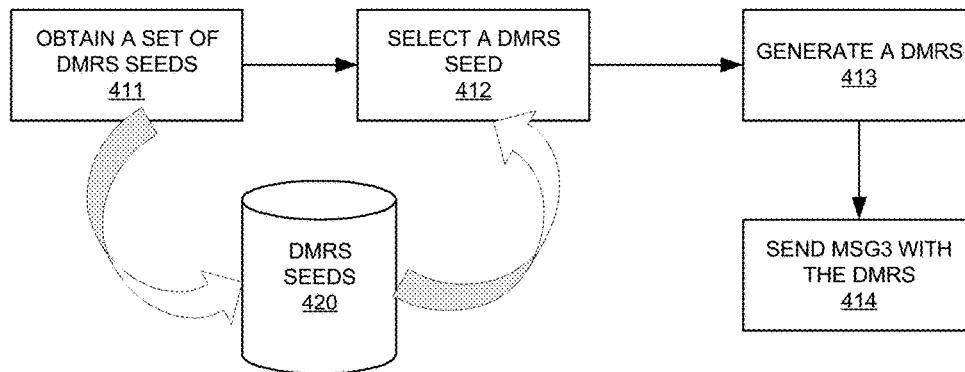 OBTAIN A SET OF
DMRS SEEDS
411
SELECT A DMRS
SEED
412
GENERATE A DMRS
413
DMRS
SEEDS
420
SEND MSG3 WITH
THE DMRS
414